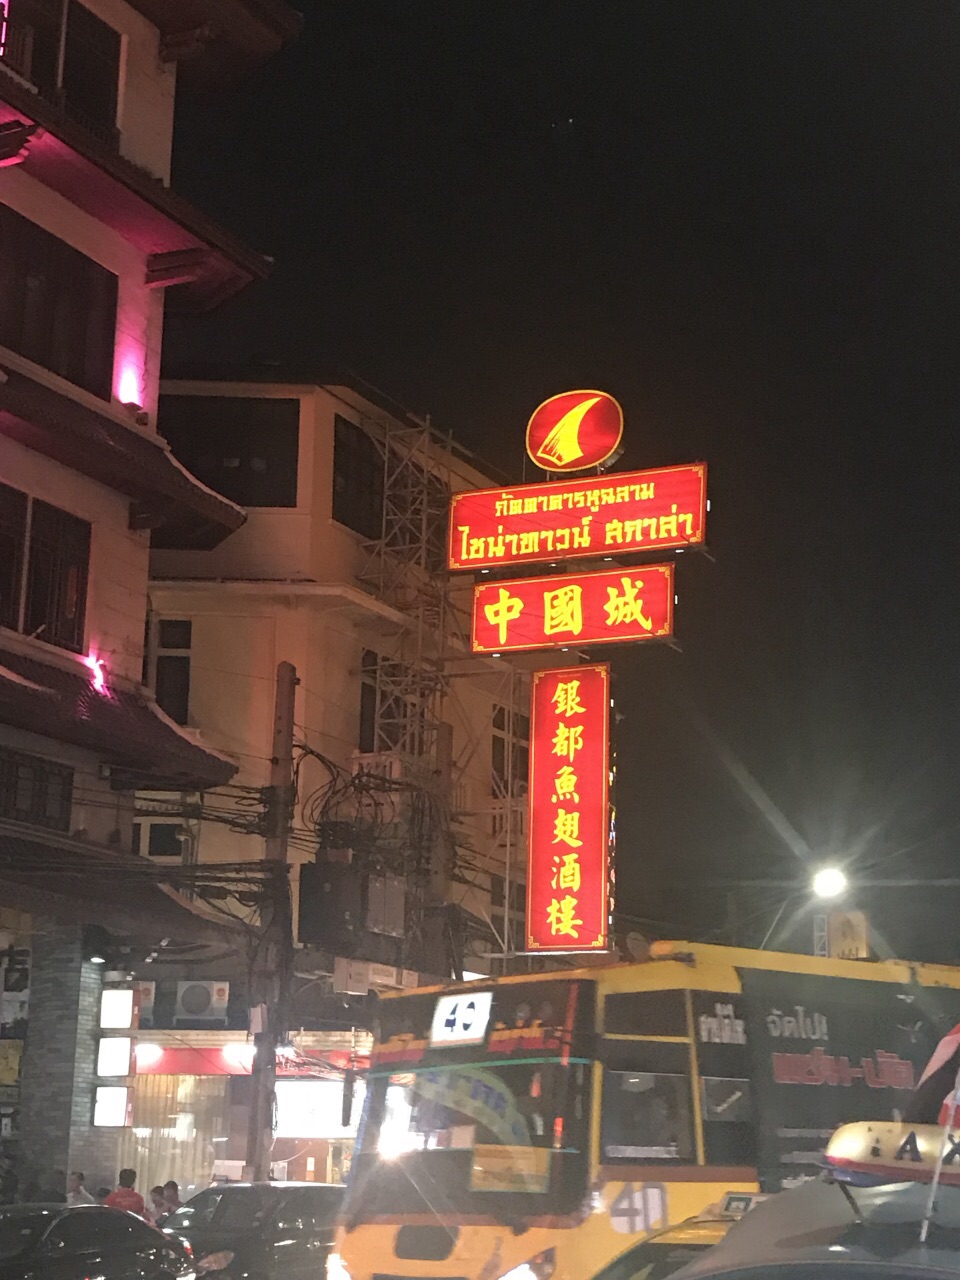 ภัตตาคารหูฉลาม
ไชน่าทาวน์ สกาล่า
中國城
銀都魚翅酒樓
40
จัดไป!
40
TAX